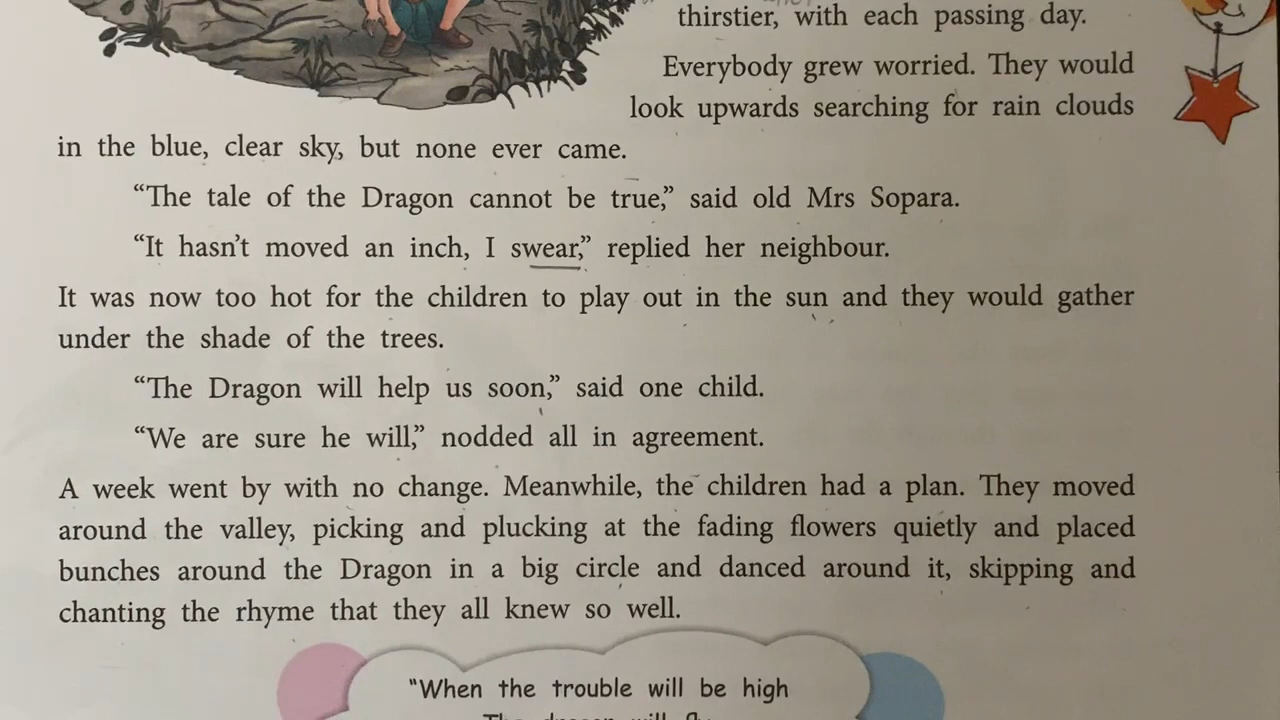 thirstier, with each passing day.
Everybody grew worried. They would
look upwards searching for rain clouds
in the blue, clear sky, but none ever came.
“The tale of the Dragon cannot be true,” said old Mrs Sopara.
“It hasn’t moved an inch, I swear,” replied her neighbour.
It was now too hot for the children to play out in the sun and they would gather
under the shade of the trees.
“The Dragon will help us soon,” said one child.
“We are sure he will,” nodded all in agreement.
A week went by with no change. Meanwhile, the children had a plan. They moved
around the valley, picking and plucking at the fading flowers quietly and placed
bunches around the Dragon in a big circle and danced around it, skipping and
chanting the rhyme that they all knew so well.
"When the trouble will be high
The dragon will fly